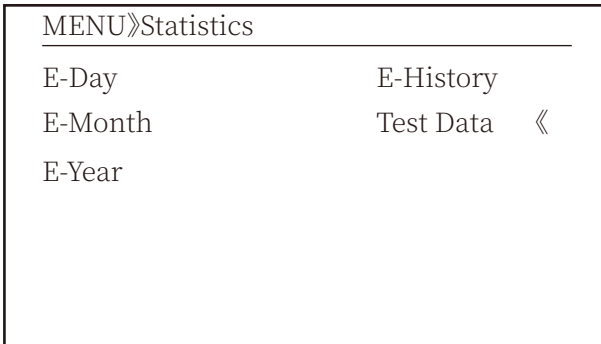 MENU》Statistics
E-Day E-History
E-Month Test Data 《
E-Year